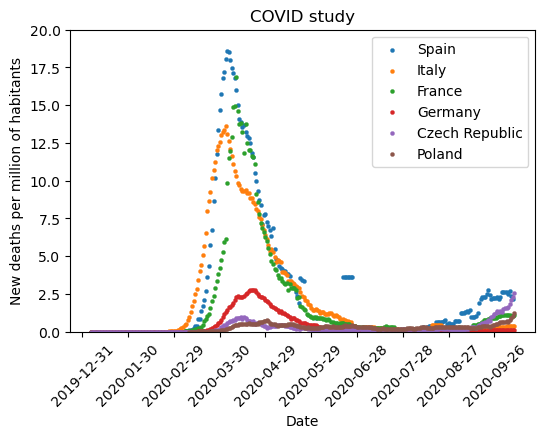 COVID study
New deaths per million of habitants
20.0
17.5
15.0
12.5
10.0
7.5
5.0
2.5
0.0
Spain
Italy
France
Germany
Czech Republic
Poland
2019-12-31
2020-01-30
2020-02-29
2020-03-30
2020-04-29
2020-05-29
2020-06-28
2020-07-28
2020-08-27
2020-09-26
Date